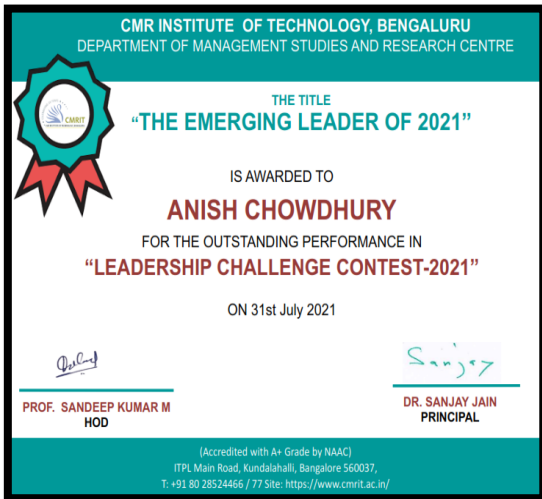 CMR INSTITUTE OF TECHNOLOGY, BENGALURU
DEPARTMENT OF MANAGEMENT STUDIES AND RESEARCH CENTRE
CMRIT
THE TITLE
“THE EMERGING LEADER OF 2021”
IS AWARDED TO
ANISH CHOWDHURY
FOR THE OUTSTANDING PERFORMANCE IN
“LEADERSHIP CHALLENGE CONTEST-2021”
ON 31st July 2021
Sanjay
PROF. SANDEEP KUMAR M
HOD
DR. SANJAY JAIN
PRINCIPAL
(Accredited with A+ Grade by NAAC)
ITPL Main Road, Kundalahalli, Bangalore 560037,
T: +91 80 28524466 / 77 Site: https://www.cmrit.ac.in/